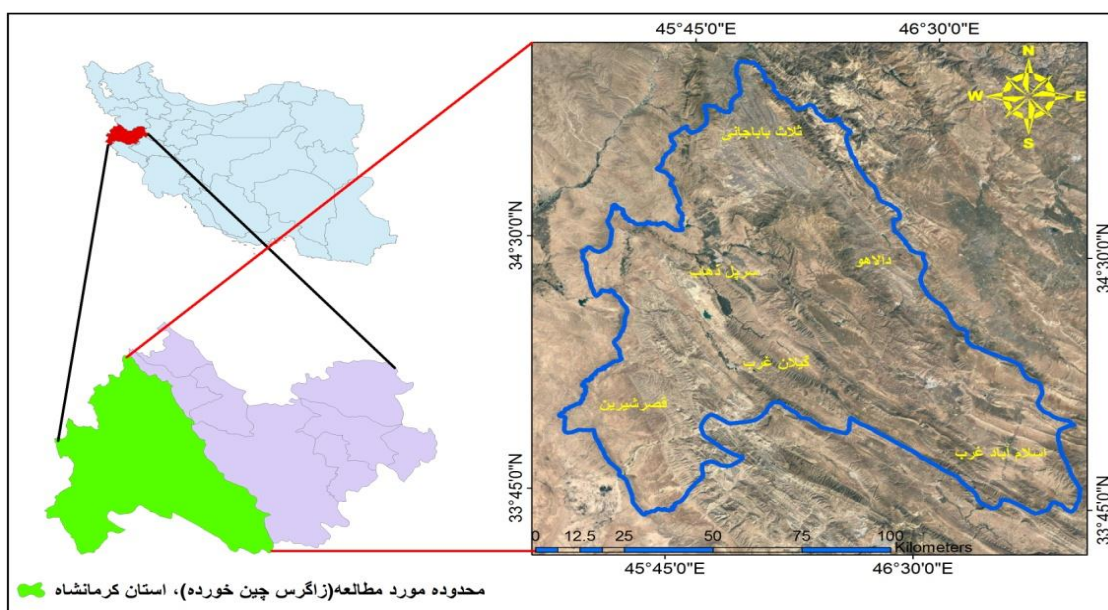 45°45'0"E 46°30'0"E
N
W E
S
ثلاث باباجانی
34°30'0"N
34°30'0"N
دالاهو
سرپل ذهاب
گیلان غرب
قصرشیرین
اسلام آباد غرب
33°45'0"N
33°45'0"N
0 12.5 25 50 75 100
Kilometers
45°45'0"E 46°30'0"E
محدوده مورد مطالعه(زاگرس چین خورده)، استان کرمانشاه